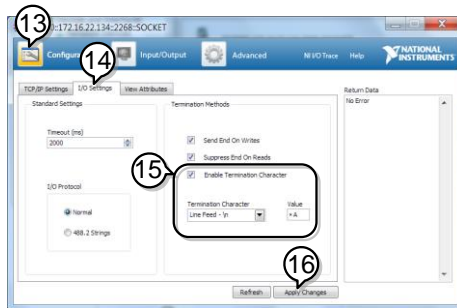 13
0::172.16.22.134::2268::SOCKET
Configur
14
Input/Output
Advanced
NI I/O Trace
Help
NATIONAL
INSTRUMENTS
TCP/IP Settings
I/O Settings
View Attributes
Return Data
Standard Settings
Termination Methods
No Error
Timeout (ms)
2000
Send End On Writes
Suppress End On Reads
15
Enable Termination Character
I/O Protocol
Termination Character
Value
Normal
Line Feed - \n
xA
488.2 Strings
16
Refresh
Apply Changes